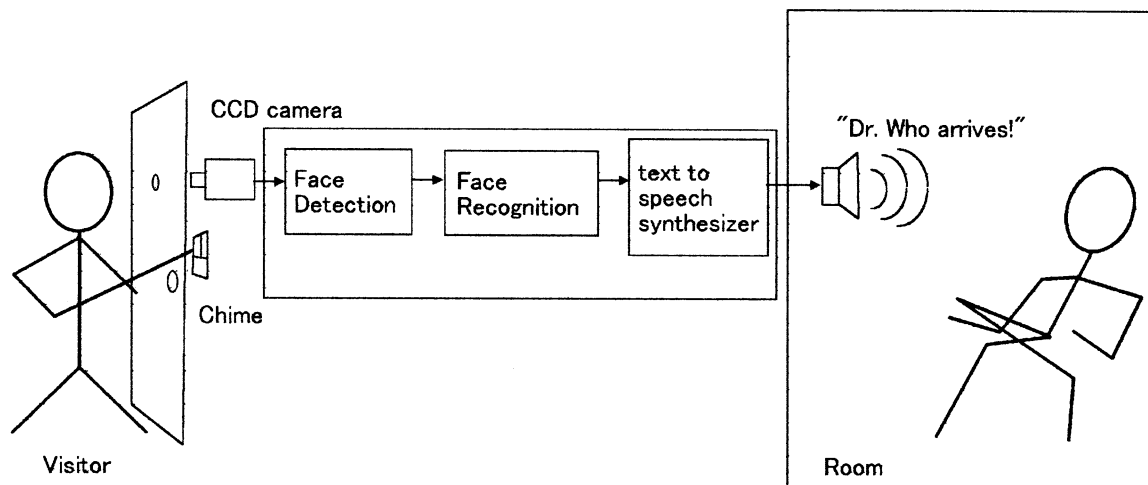 CCD camera
"Dr. Who arrives!"
Face
Detection
Face
Recognition
text to
speech
synthesizer
Chime
Visitor
Room